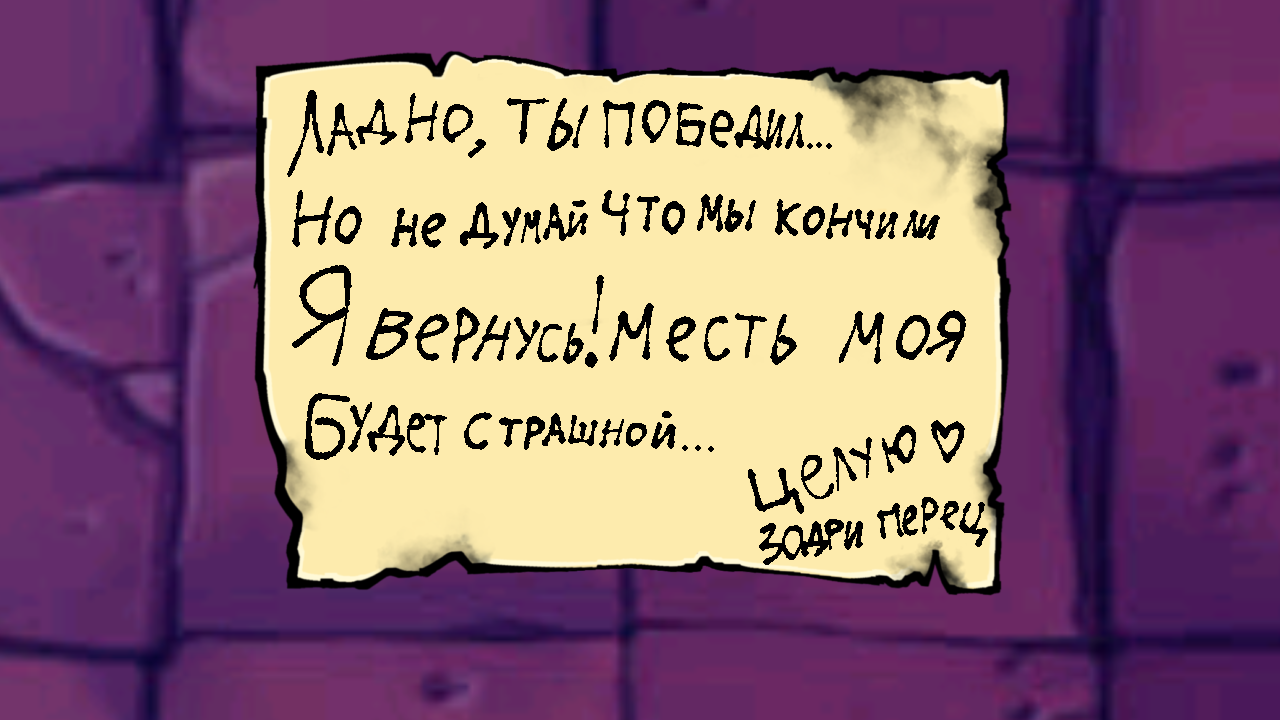 Ладно, ты победил...
Но не думай что мы кончили
Я вернусь! Месть моя
будет страшной...
целую ♡
зодри перец